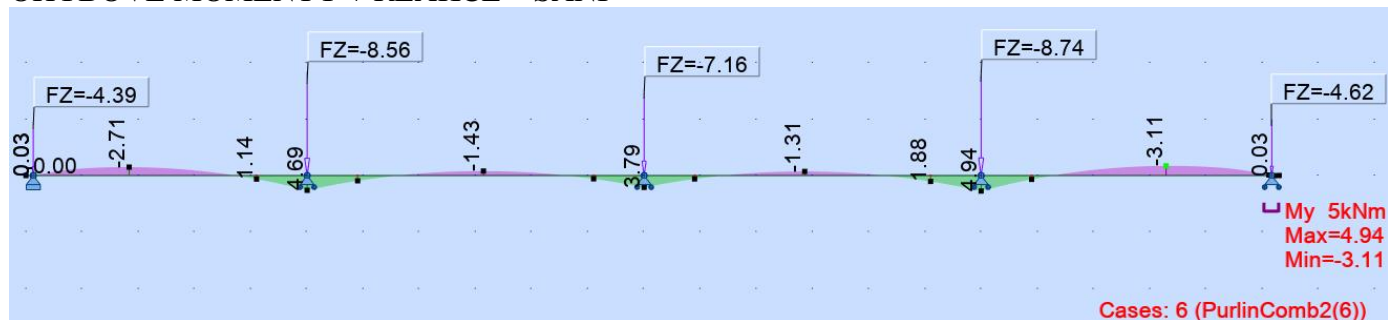 FZ=-8.74
FZ=-8.56
FZ=-7.16
FZ=-4.39
FZ=-4.62
0.03
0.00
-2.71
1.14
4.69
-1.43
3.79
-1.31
1.88
4.94
-3.11
0.03
My 5kNm
Max=4.94
Min=-3.11
Cases: 6 (PurlinComb2(6))